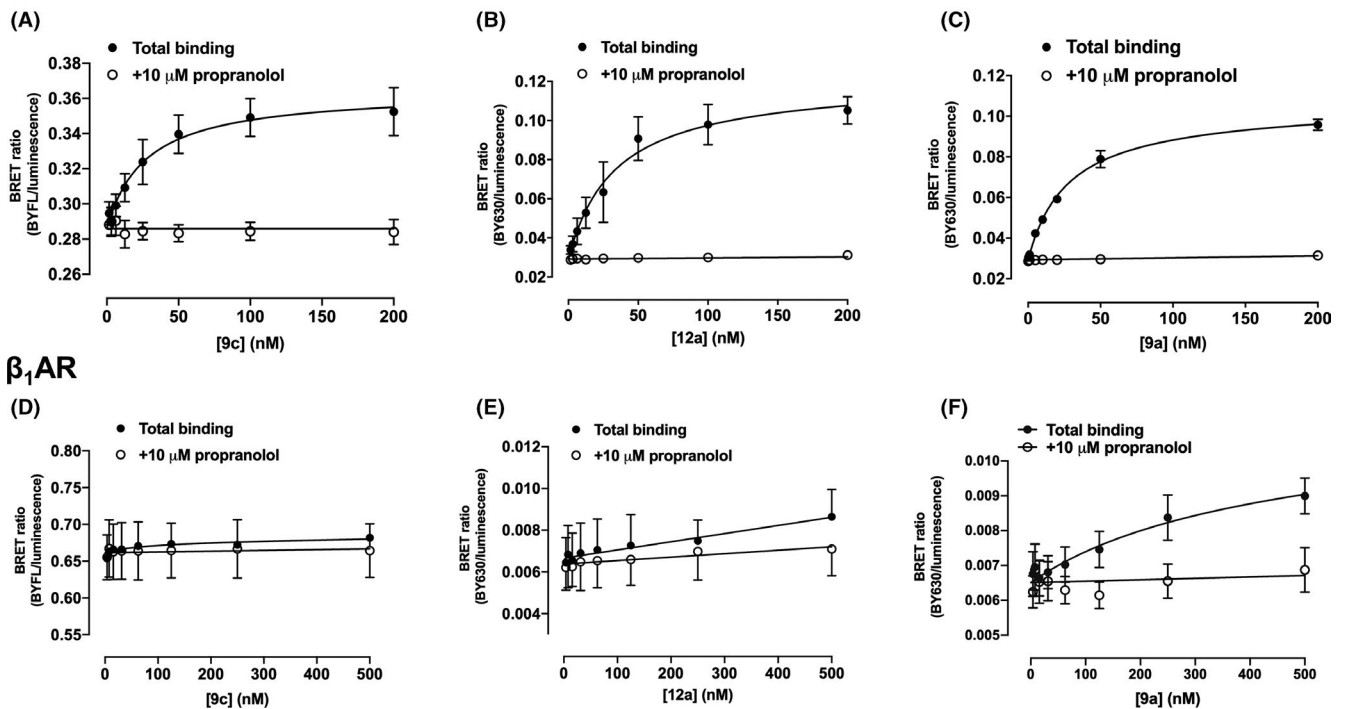 (A)
Total binding
+10 μM propranolol
BRET ratio
(BYFL/luminescence)
0.38
0.36
0.34
0.32
0.30
0.28
0.26
0 50 100 150 200
[9c] (nM)
(B)
Total binding
+10 μM propranolol
BRET ratio
(BY630/luminescence)
0.12
0.10
0.08
0.06
0.04
0.02
0 50 100 150 200
[12a] (nM)
(C)
Total binding
+10 μM propranolol
BRET ratio
(BY630/luminescence)
0.12
0.10
0.08
0.06
0.04
0.02
0 50 100 150 200
[9a] (nM)
β₁AR
(D)
Total binding
+10 μM propranolol
BRET ratio
(BYFL/luminescence)
0.80
0.75
0.70
0.65
0.60
0.55
0 100 200 300 400 500
[9c] (nM)
(E)
Total binding
+10 μM propranolol
BRET ratio
(BY630/luminescence)
0.012
0.010
0.008
0.006
0.004
0 100 200 300 400 500
[12a] (nM)
(F)
Total binding
+10 μM propranolol
BRET ratio
(BY630/luminescence)
0.010
0.009
0.008
0.007
0.006
0.005
0 100 200 300 400 500
[9a] (nM)